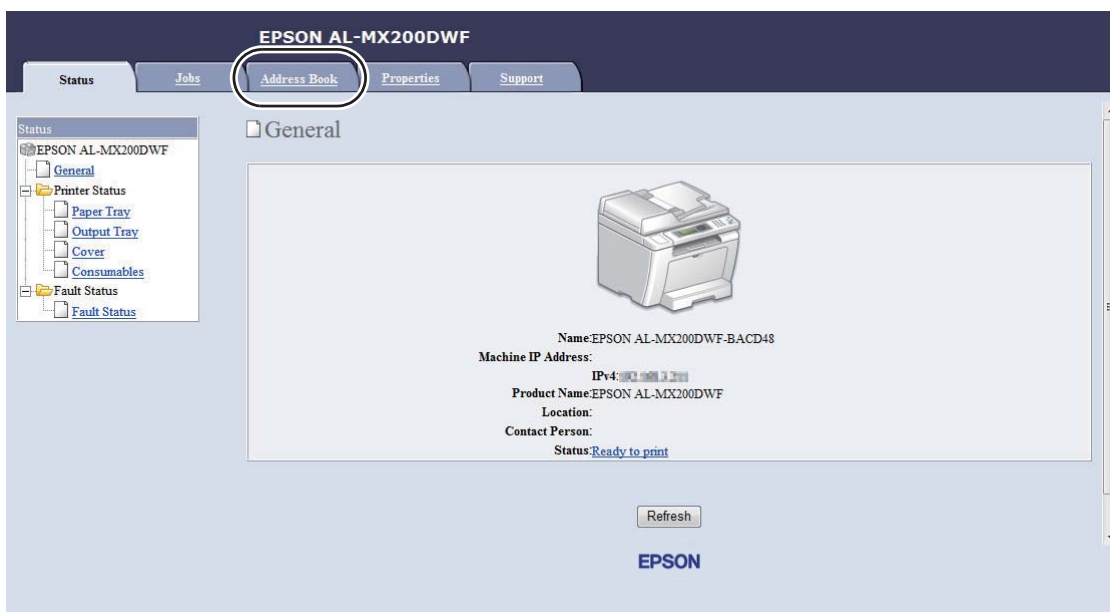 EPSON AL-MX200DWF
Status Jobs Address Book Properties Support
Status
EPSON AL-MX200DWF
General
Printer Status
Paper Tray
Output Tray
Cover
Consumables
Fault Status
Fault Status
General
Name:EPSON AL-MX200DWF-BACD48
Machine IP Address:
IPv4:
Product Name:EPSON AL-MX200DWF
Location:
Contact Person:
Status:Ready to print
Refresh
EPSON